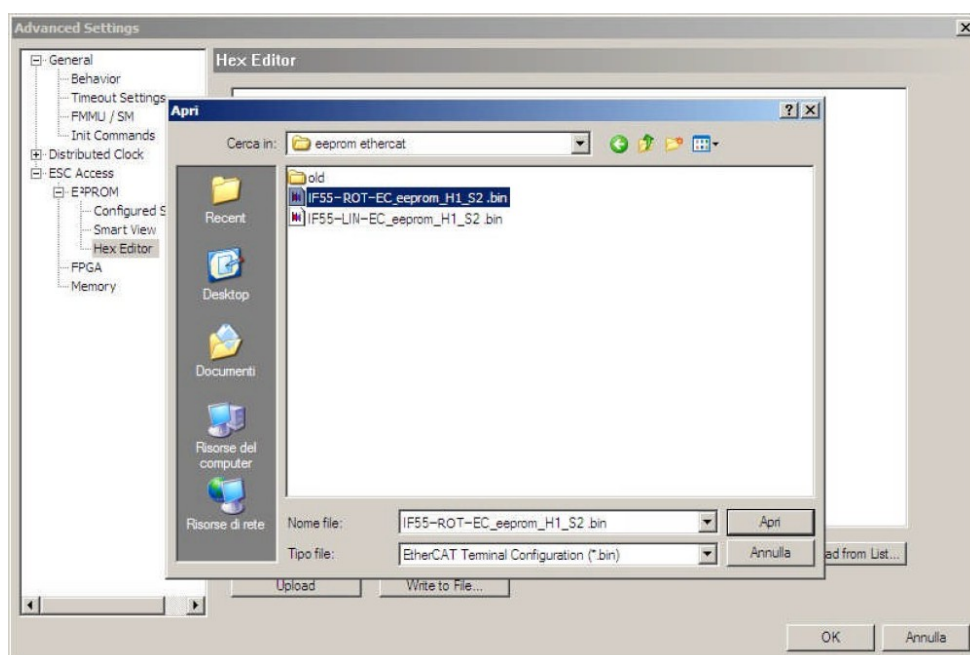 Advanced Settings
General
Behavior
Timeout Settings
FMMU / SM
Init Commands
Distributed Clock
ESC Access
E²PROM
Configured S
Smart View
Hex Editor
FPGA
Memory
Hex Editor
Apri
Cerca in:
eeprom ethercat
old
IF55-ROT-EC_eeprom_H1_S2 .bin
IF55-LIN-EC_eeprom_H1_S2 .bin
Recent
Desktop
Documenti
Risorse del
computer
Risorse di rete
Nome file:
IF55-ROT-EC_eeprom_H1_S2 .bin
Apri
Tipo file:
EtherCAT Terminal Configuration (*.bin)
Annulla
ad from List...
Upload
Write to File...
OK
Annulla